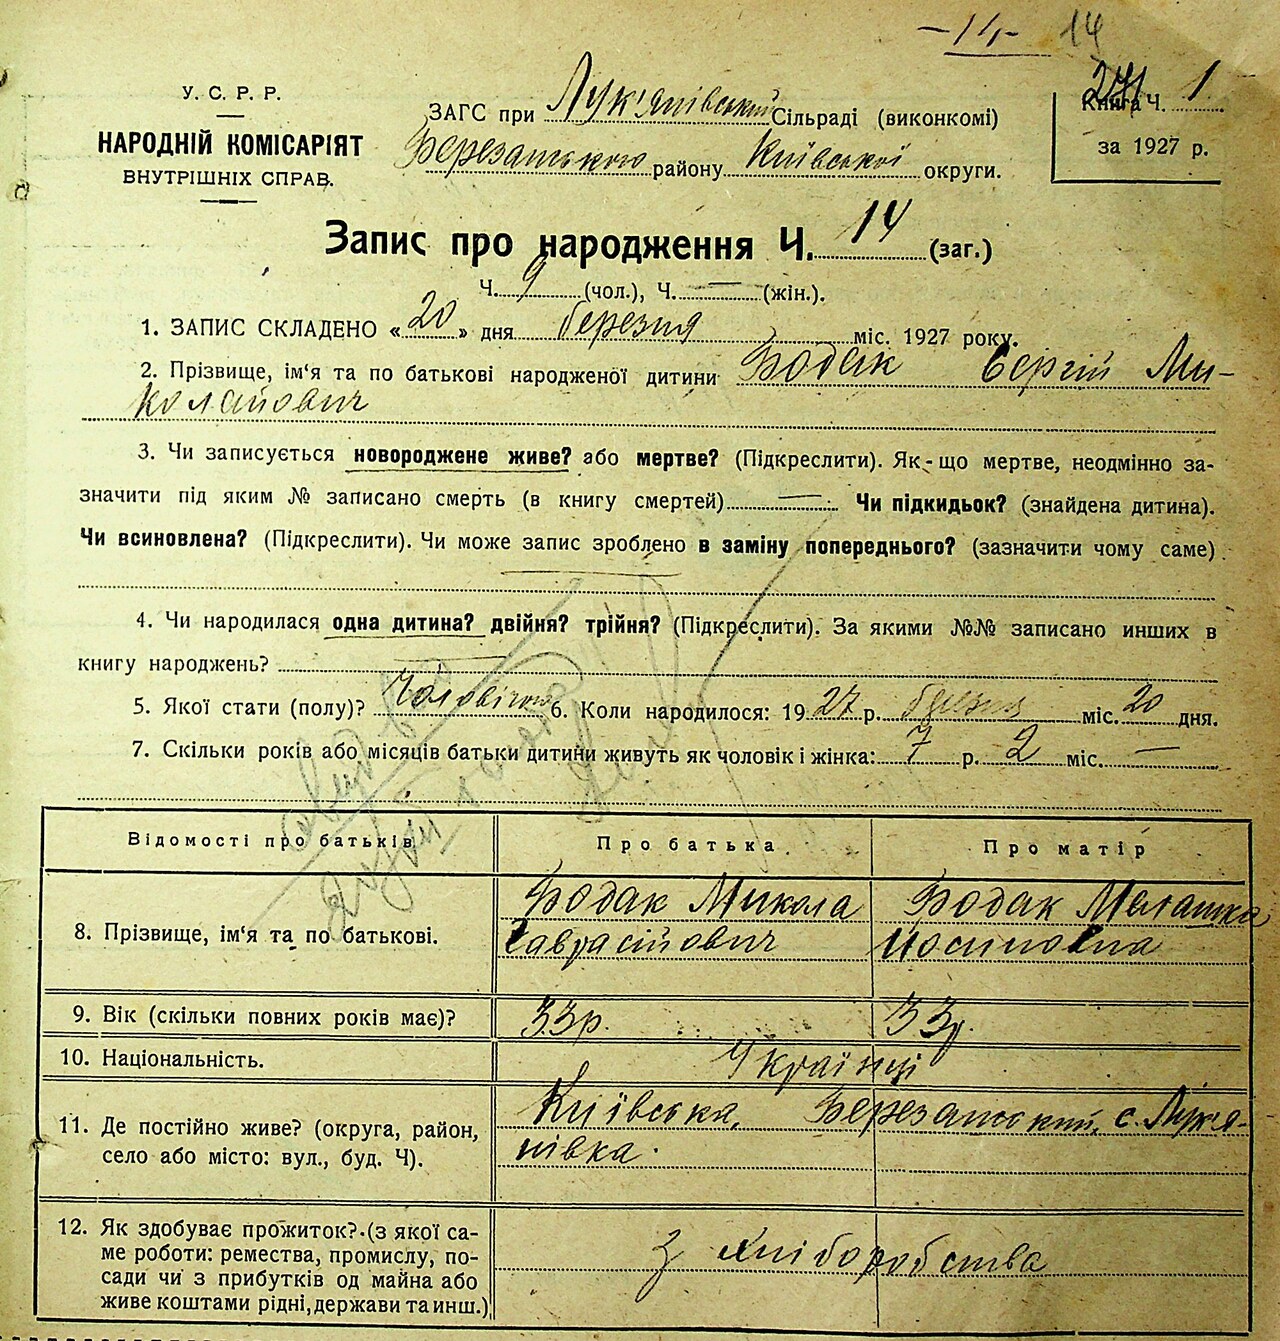 -14- 14
У. С. Р. Р.
НАРОДНІЙ КОМІСАРІЯТ
ВНУТРІШНІХ СПРАВ.
ЗАГС при Лук'янівський Сільраді (виконкомі)
Березанського району Київської округи.
Книга Ч. 1
за 1927 р.
Запис про народження Ч. 14 (заг.)
Ч. 9 (чол.), Ч. — (жін.).
1. ЗАПИС СКЛАДЕНО «20» дня березня міс. 1927 року.
2. Прізвище, ім'я та по батькові народженої дитини Бодак Сергій Ми-
колайович
3. Чи записується новороджене живе? або мертве? (Підкреслити). Як-що мертве, неодмінно за-
значити під яким № записано смерть (в книгу смертей) — Чи підкидьок? (знайдена дитина).
Чи всиновлена? (Підкреслити). Чи може запис зроблено в заміну попереднього? (зазначити чому саме)
4. Чи народилася одна дитина? двійня? трійня? (Підкреслити). За якими №№ записано инших в
книгу народжень?
5. Якої стати (полу)? Чоловічого 6. Коли народилося: 1927 р. березня міс. 20 дня.
7. Скільки років або місяців батьки дитини живуть як чоловік і жінка: 7 р. 2 міс. —
Відомості про батьків Про батька. Про матір
8. Прізвище, ім'я та по батькові. Бодак Микола Бодак Мелашка
Саврасійович Йосиповна
9. Вік (скільки повних років має)? 33р. 33р.
10. Національність. Українці
11. Де постійно живе? (округа, район, Київська, Березанський, с. Лук'я-
село або місто: вул., буд. Ч). нівка.
12. Як здобуває прожиток? (з якої са-
ме роботи: ремества, промислу, по- З хліборобства
сади чи з прибутків од майна або
живе коштами рідні, держави та инш.)